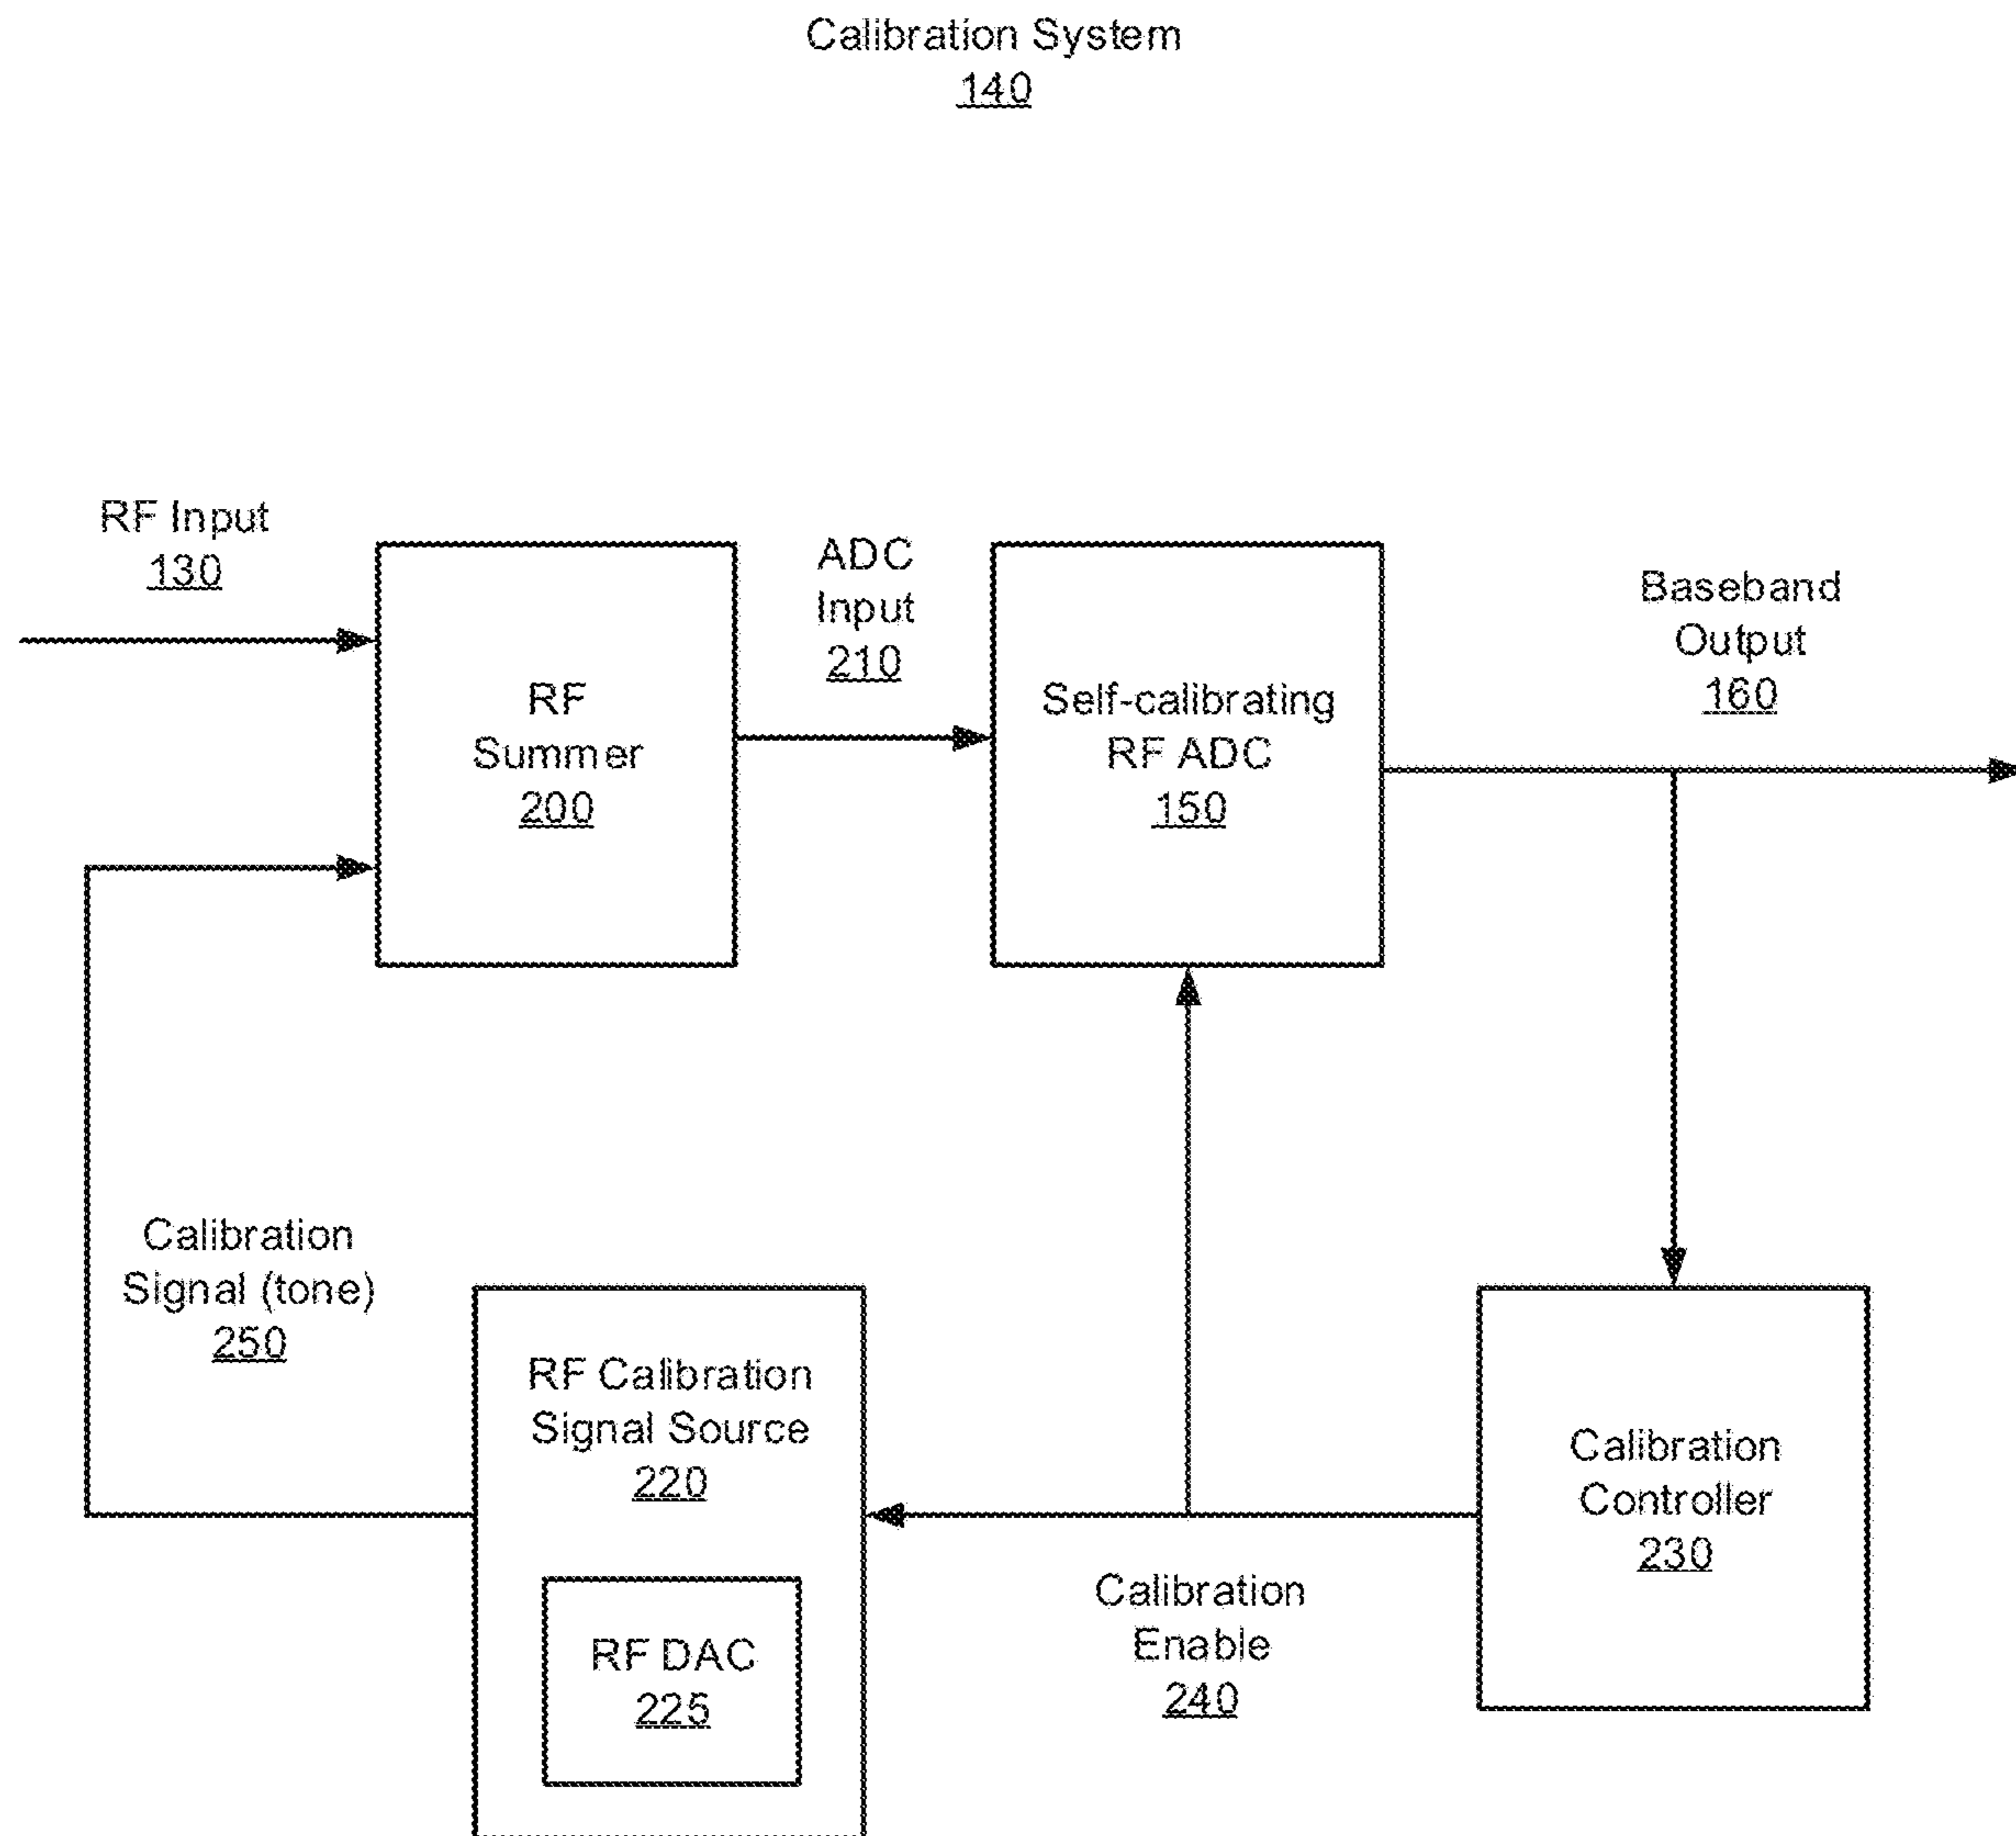 Calibration System
140
RF Input
130
RF
Summer
200
ADC
Input
210
Self-calibrating
RF ADC
150
Baseband
Output
160
Calibration
Signal (tone)
250
RF Calibration
Signal Source
220
RF DAC
225
Calibration
Enable
240
Calibration
Controller
230